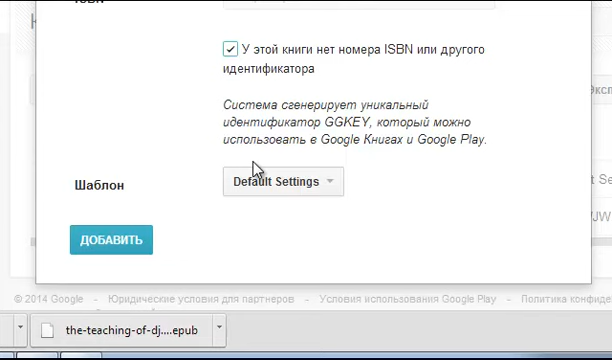 ISBN
У этой книги нет номера ISBN или другого
идентификатора
Система сгенерирует уникальный
идентификатор GGKEY, который можно
использовать в Google Книгах и Google Play.
Шаблон
Default Settings
ДОБАВИТЬ
© 2014 Google - Юридические условия для партнеров - Условия использования Google Play - Политика конфиде
the-teaching-of-dj....epub